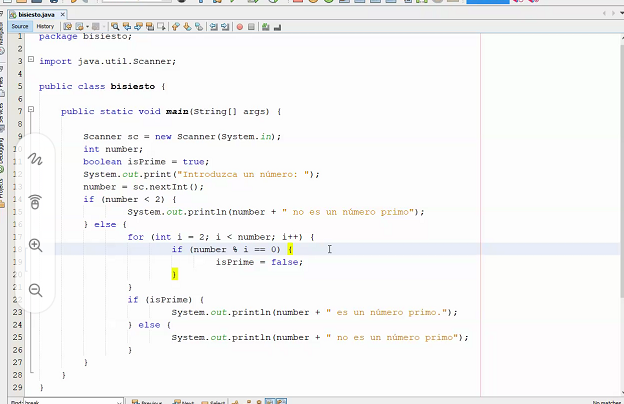 bisiesto.java
Source History
1 package bisiesto;
2
3 import java.util.Scanner;
4
5 public class bisiesto {
6
7 public static void main(String[] args) {
8
9 Scanner sc = new Scanner(System.in);
10 int number;
11 boolean isPrime = true;
12 System.out.print("Introduzca un número: ");
13 number = sc.nextInt();
14 if (number < 2) {
15 System.out.println(number + " no es un número primo");
16 } else {
17 for (int i = 2; i < number; i++) {
18 if (number % i == 0) {
19 isPrime = false;
20 }
21 }
22 if (isPrime) {
23 System.out.println(number + " es un número primo.");
24 } else {
25 System.out.println(number + " no es un número primo");
26 }
27 }
28 }
29 }
Find: break Previous Next Select No matches